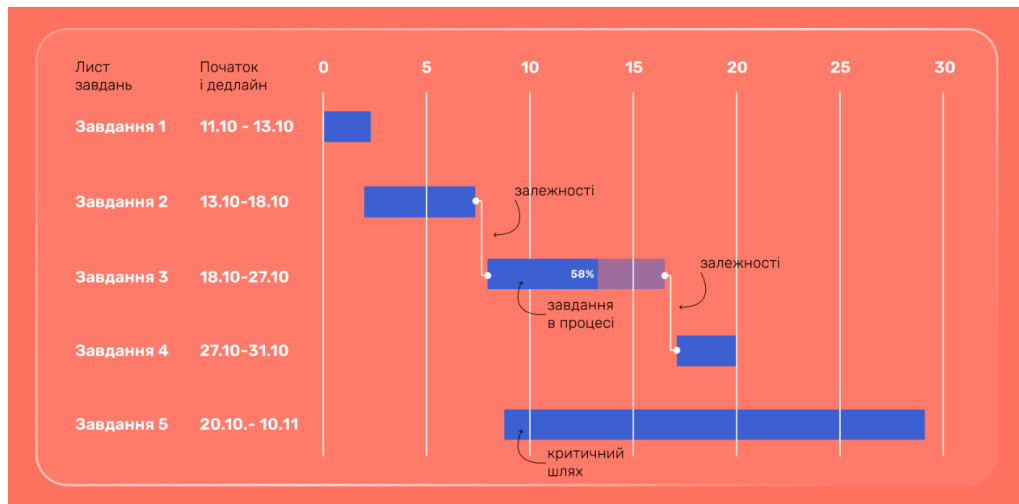 Лист
завдань
Початок
і дедлайн
0 5 10 15 20 25 30
Завдання 1 11.10 - 13.10
Завдання 2 13.10-18.10
залежності
Завдання 3 18.10-27.10
58%
залежності
завдання
в процесі
Завдання 4 27.10-31.10
Завдання 5 20.10.- 10.11
критичний
шлях